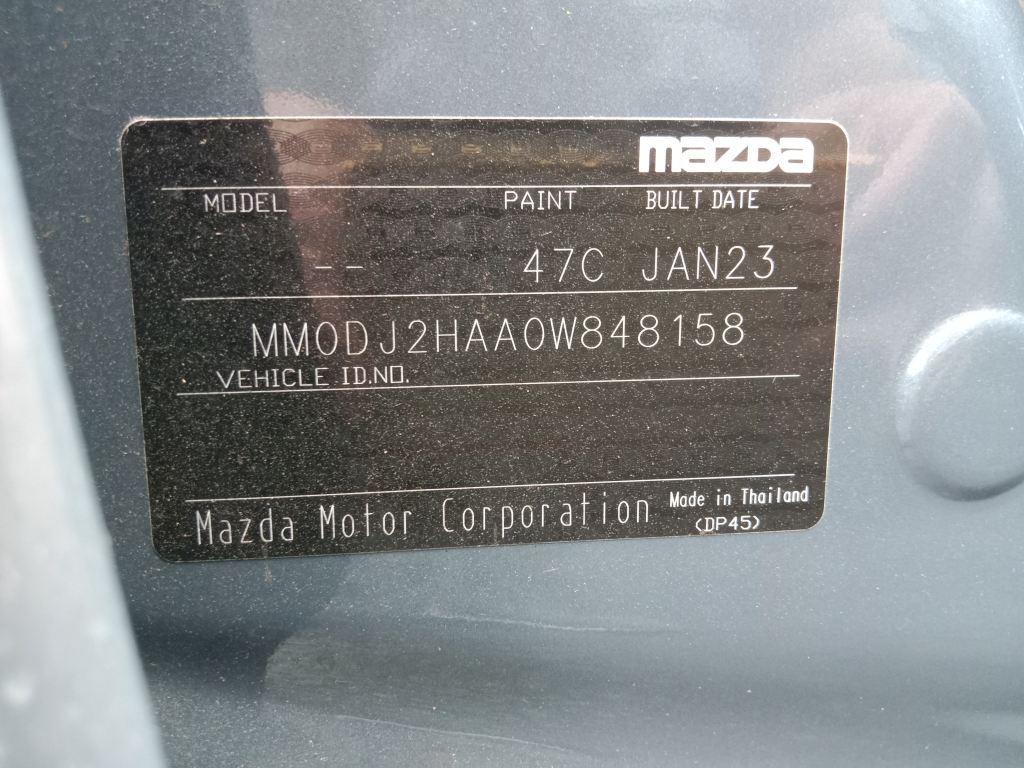 mazda
MODEL PAINT BUILT DATE
-- 47C JAN23
MM0DJ2HAA0W848158
VEHICLE ID.NO.
Mazda Motor Corporation Made in Thailand
(DP45)